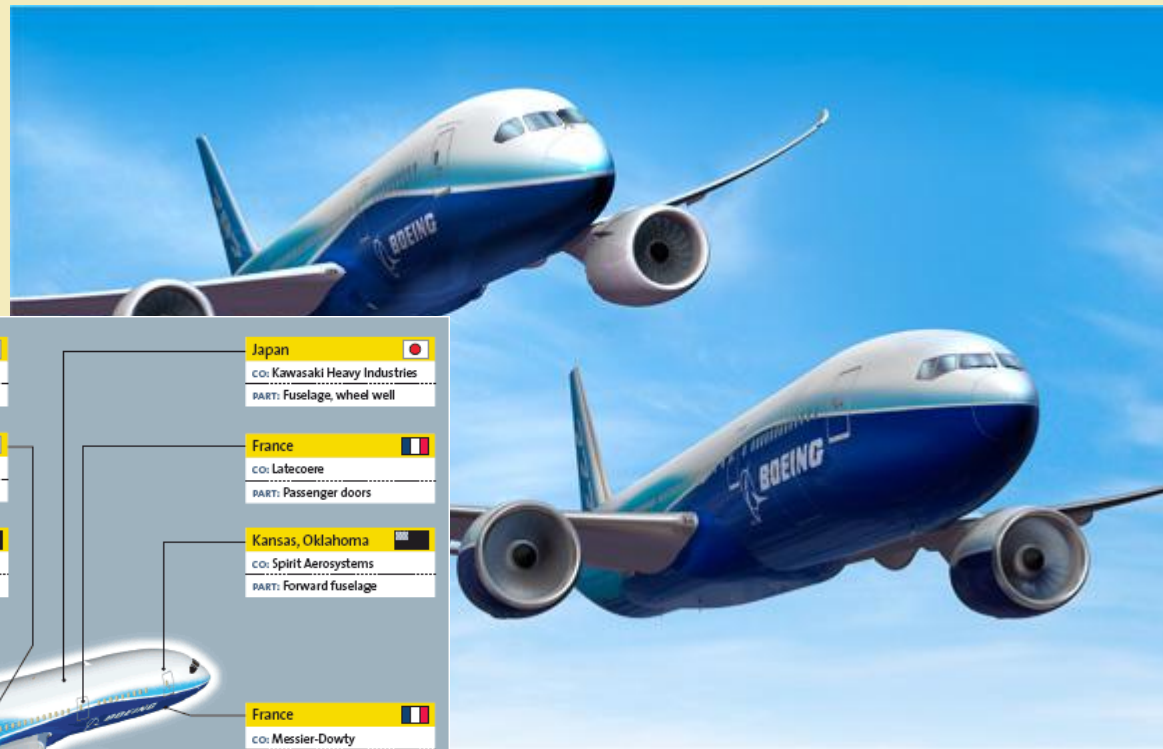 BOEING
BOEING
Japan
CO: Kawasaki Heavy Industries
PART: Fuselage, wheel well
France
CO: Latecoere
PART: Passenger doors
Kansas, Oklahoma
CO: Spirit Aerosystems
PART: Forward fuselage
BOEING
France
CO: Messier-Dowty